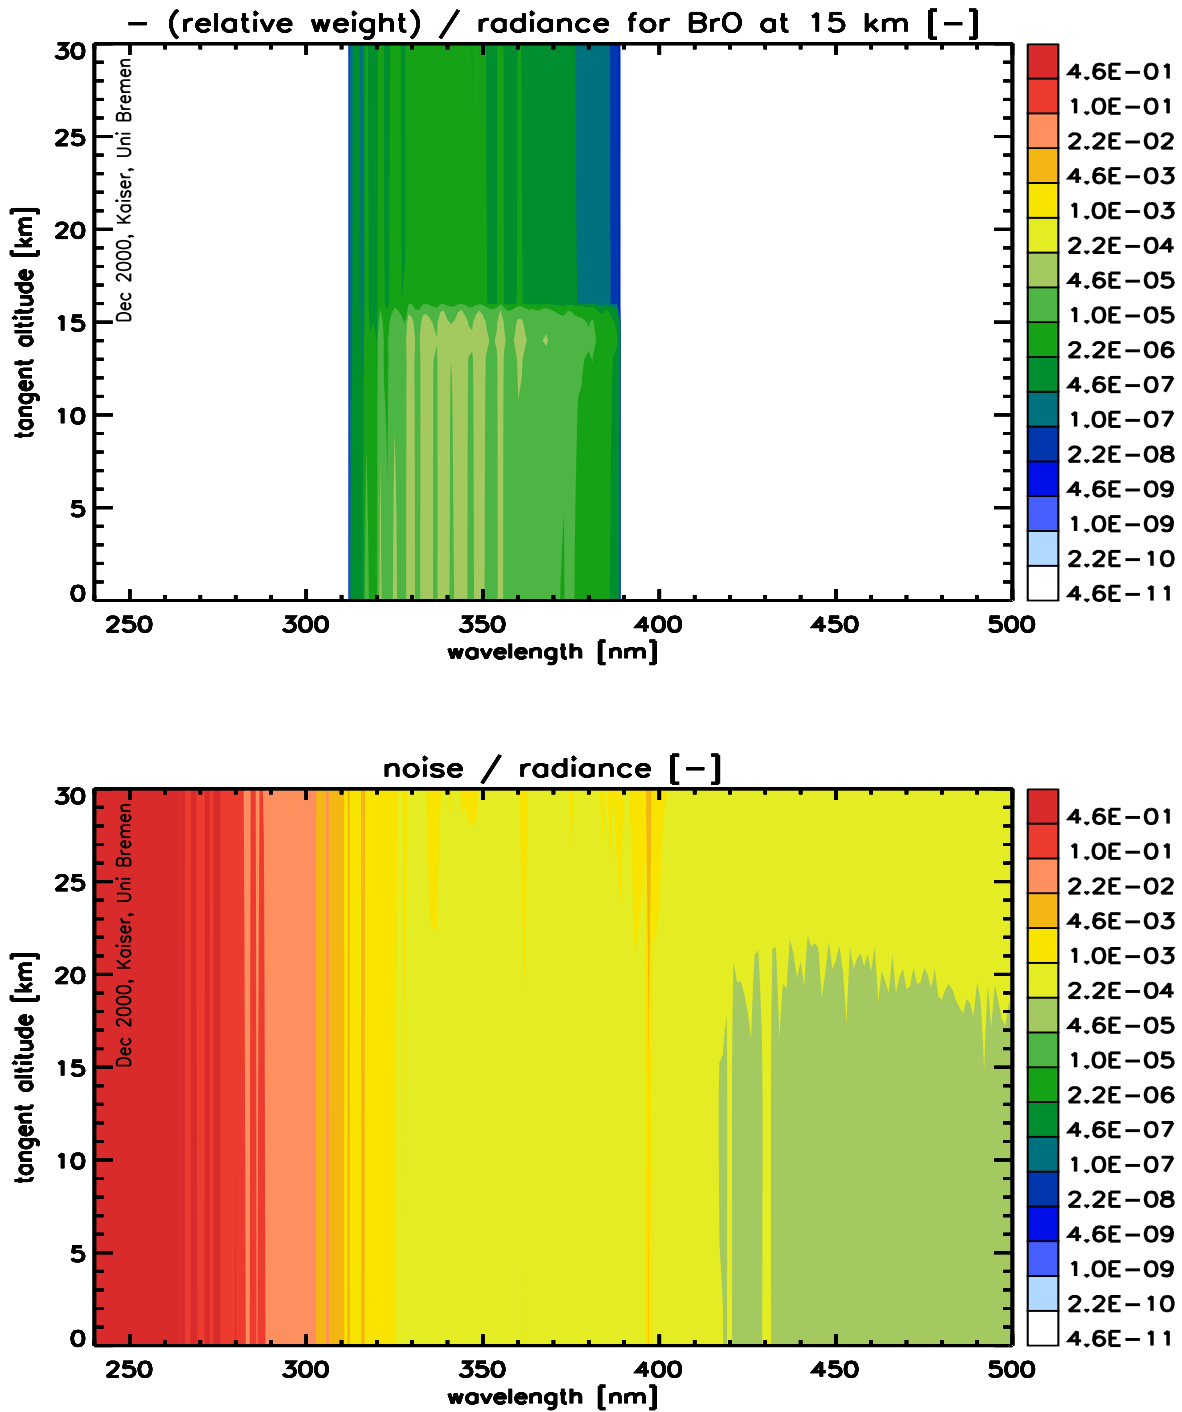 − (relative weight) / radiance for BrO at 15 km [−]
30
25
20
15
10
5
0
tangent altitude [km]
Dec 2000, Kaiser, Uni Bremen
250 300 350 400 450 500
wavelength [nm]
4.6E−01
1.0E−01
2.2E−02
4.6E−03
1.0E−03
2.2E−04
4.6E−05
1.0E−05
2.2E−06
4.6E−07
1.0E−07
2.2E−08
4.6E−09
1.0E−09
2.2E−10
4.6E−11
noise / radiance [−]
30
25
20
15
10
5
0
tangent altitude [km]
Dec 2000, Kaiser, Uni Bremen
250 300 350 400 450 500
wavelength [nm]
4.6E−01
1.0E−01
2.2E−02
4.6E−03
1.0E−03
2.2E−04
4.6E−05
1.0E−05
2.2E−06
4.6E−07
1.0E−07
2.2E−08
4.6E−09
1.0E−09
2.2E−10
4.6E−11